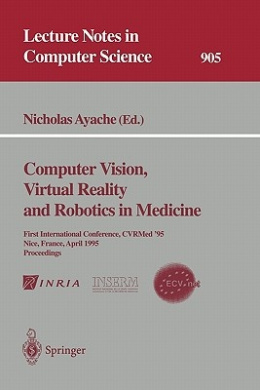 Lecture Notes in
Computer Science 905
Nicholas Ayache (Ed.)
Computer Vision,
Virtual Reality
and Robotics in Medicine
First International Conference, CVRMed '95
Nice, France, April 1995
Proceedings
INRIA INSERM ECVnet
Springer